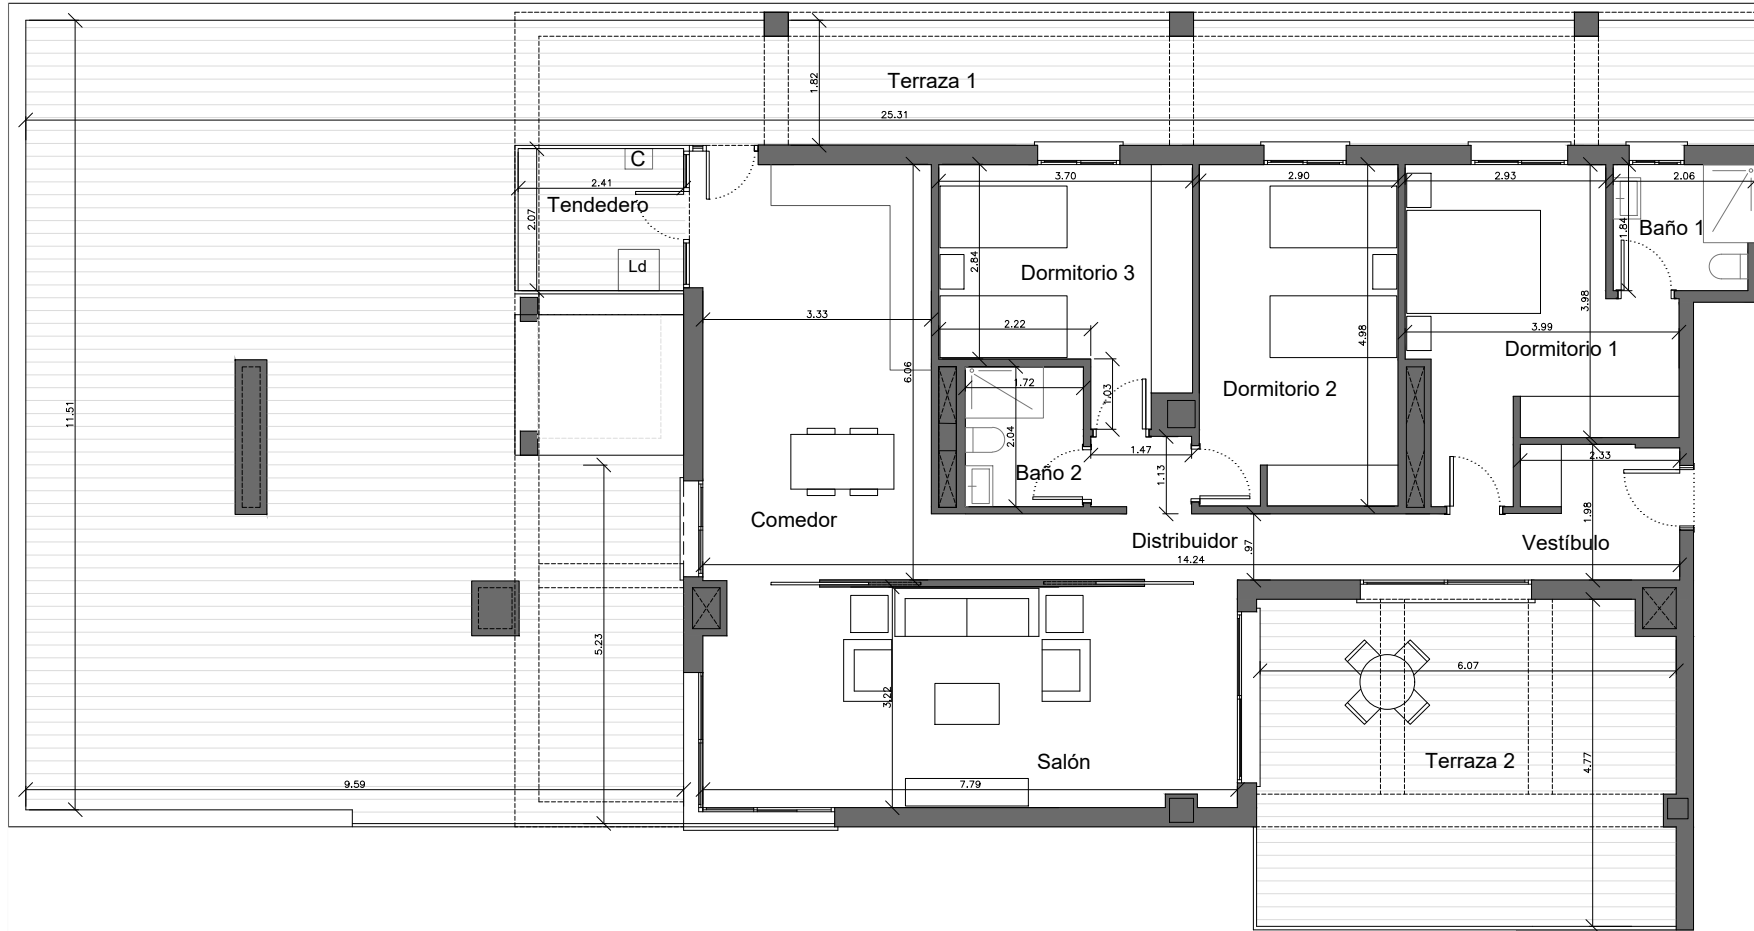 1.82
Terraza 1
25.31
C
2.41
Tendedero
2.07
Ld
3.70
2.90
2.93
2.06
1.84
Baño 1
2.84
Dormitorio 3
3.98
3.33
2.22
4.98
3.99
Dormitorio 1
6.06
1.72
1.03
Dormitorio 2
11.51
2.04
1.47
2.33
Baño 2
1.13
Comedor
1.98
Distribuidor
.97
Vestíbulo
14.24
5.23
6.07
3.22
Salón
Terraza 2
4.77
9.59
7.79